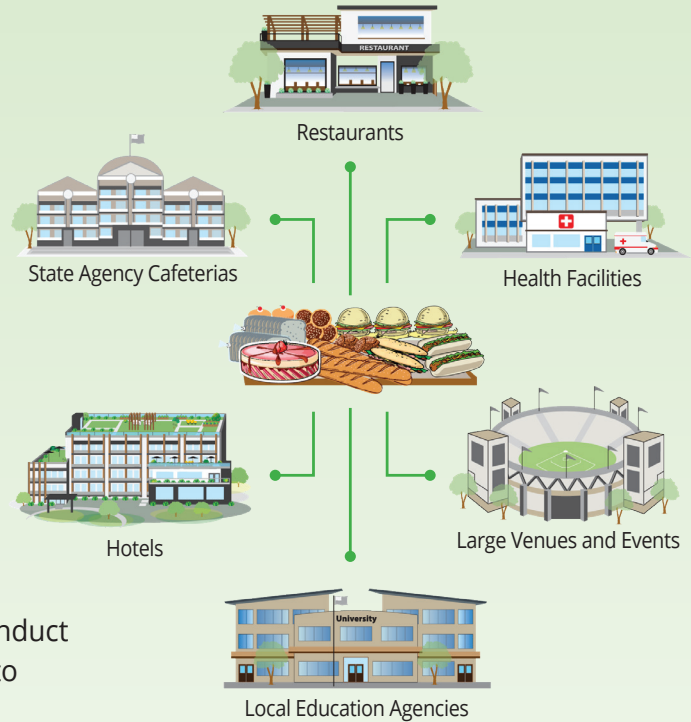 RESTAURANT
Restaurants
State Agency Cafeterias
Health Facilities
Hotels
Large Venues and Events
nduct
to
University
Local Education Agencies